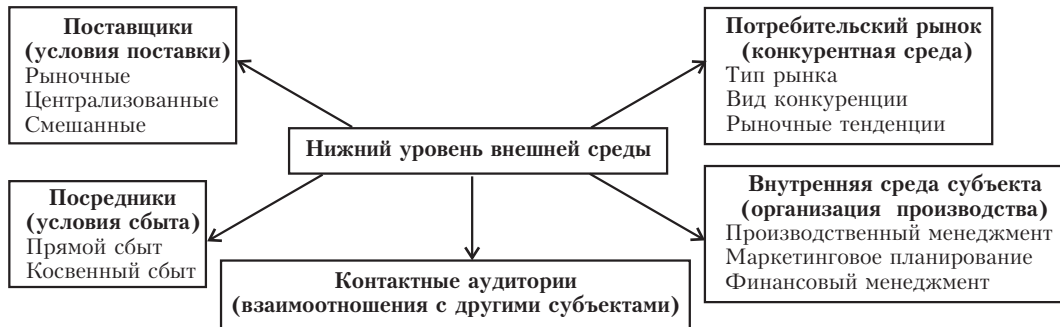 Поставщики
(условия поставки)
Рыночные
Централизованные
Смешанные
Потребительский рынок
(конкурентная среда)
Тип рынка
Вид конкуренции
Рыночные тенденции
Нижний уровень внешней среды
Посредники
(условия сбыта)
Прямой сбыт
Косвенный сбыт
Контактные аудитории
(взаимоотношения с другими субъектами)
Внутренняя среда субъекта
(организация производства)
Производственный менеджмент
Маркетинговое планирование
Финансовый менеджмент